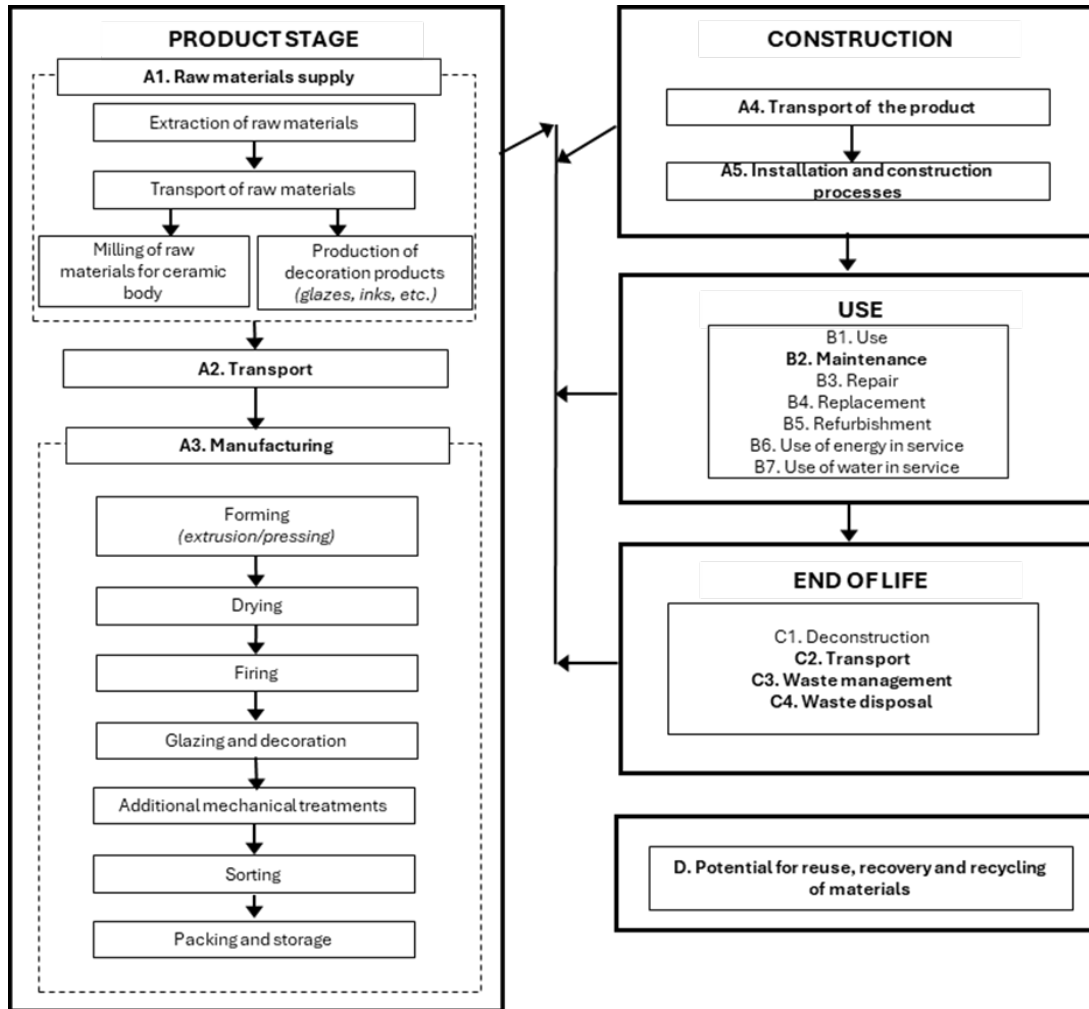 PRODUCT STAGE
A1. Raw materials supply
Extraction of raw materials
Transport of raw materials
Milling of raw
materials for ceramic
body
Production of
decoration products
(glazes, inks, etc.)
A2. Transport
A3. Manufacturing
Forming
(extrusion/pressing)
Drying
Firing
Glazing and decoration
Additional mechanical treatments
Sorting
Packing and storage
CONSTRUCTION
A4. Transport of the product
A5. Installation and construction
processes
USE
B1. Use
B2. Maintenance
B3. Repair
B4. Replacement
B5. Refurbishment
B6. Use of energy in service
B7. Use of water in service
END OF LIFE
C1. Deconstruction
C2. Transport
C3. Waste management
C4. Waste disposal
D. Potential for reuse, recovery and recycling
of materials